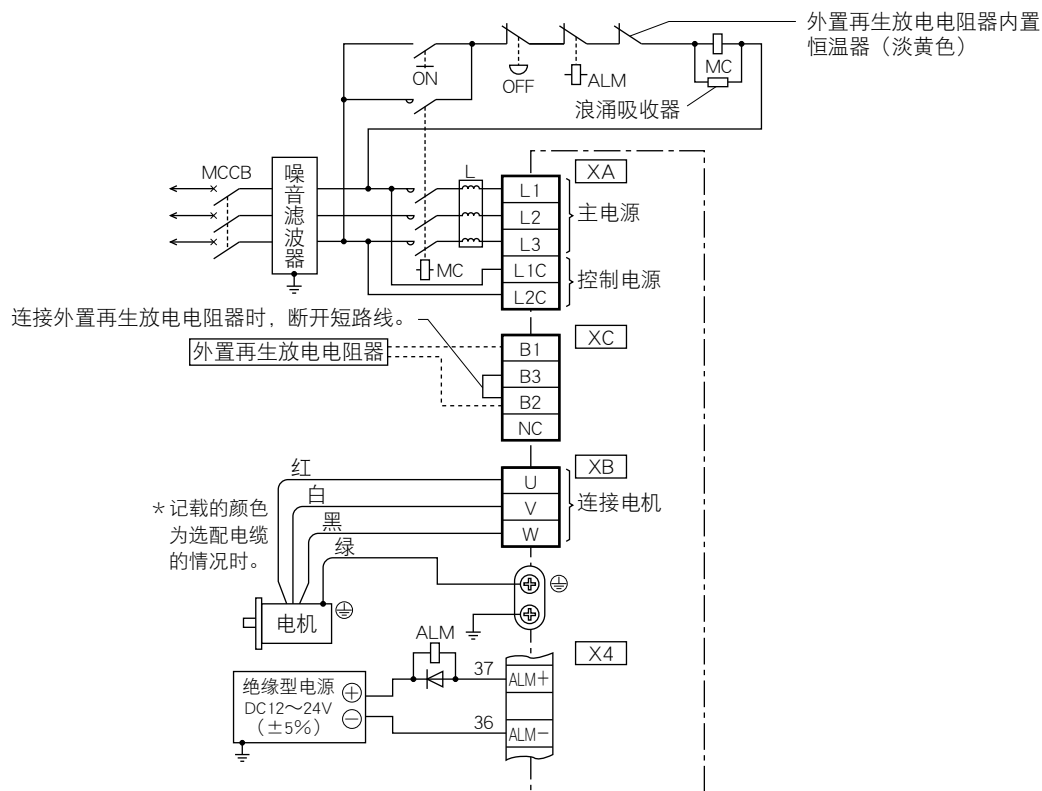 外置再生放电电阻器内置
恒温器（淡黄色）
ON
OFF
ALM
MC
浪涌吸收器
MCCB
噪音滤波器
L
MC
XA
L1
L2
L3
L1C
L2C
主电源
控制电源
连接外置再生放电电阻器时，断开短路线。
外置再生放电电阻器
XC
B1
B3
B2
NC
XB
U
V
W
连接电机
红
白
黑
绿
*记载的颜色
为选配电缆
的情况时。
电机
ALM
X4
37
ALM+
36
ALM-
绝缘型电源
DC12～24V
（±5%）
+
-